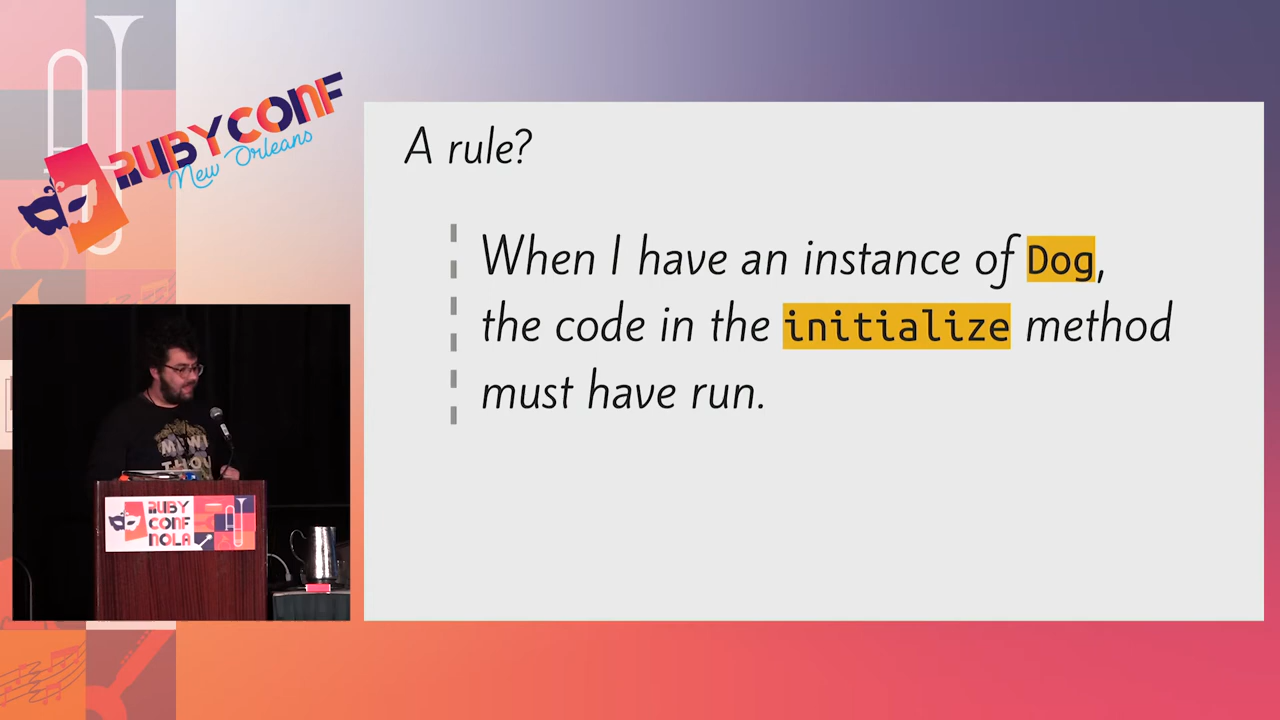 RUBYCONF
New Orleans
A rule?
When I have an instance of Dog,
the code in the initialize method
must have run.
RUBY
CONF
NOLA